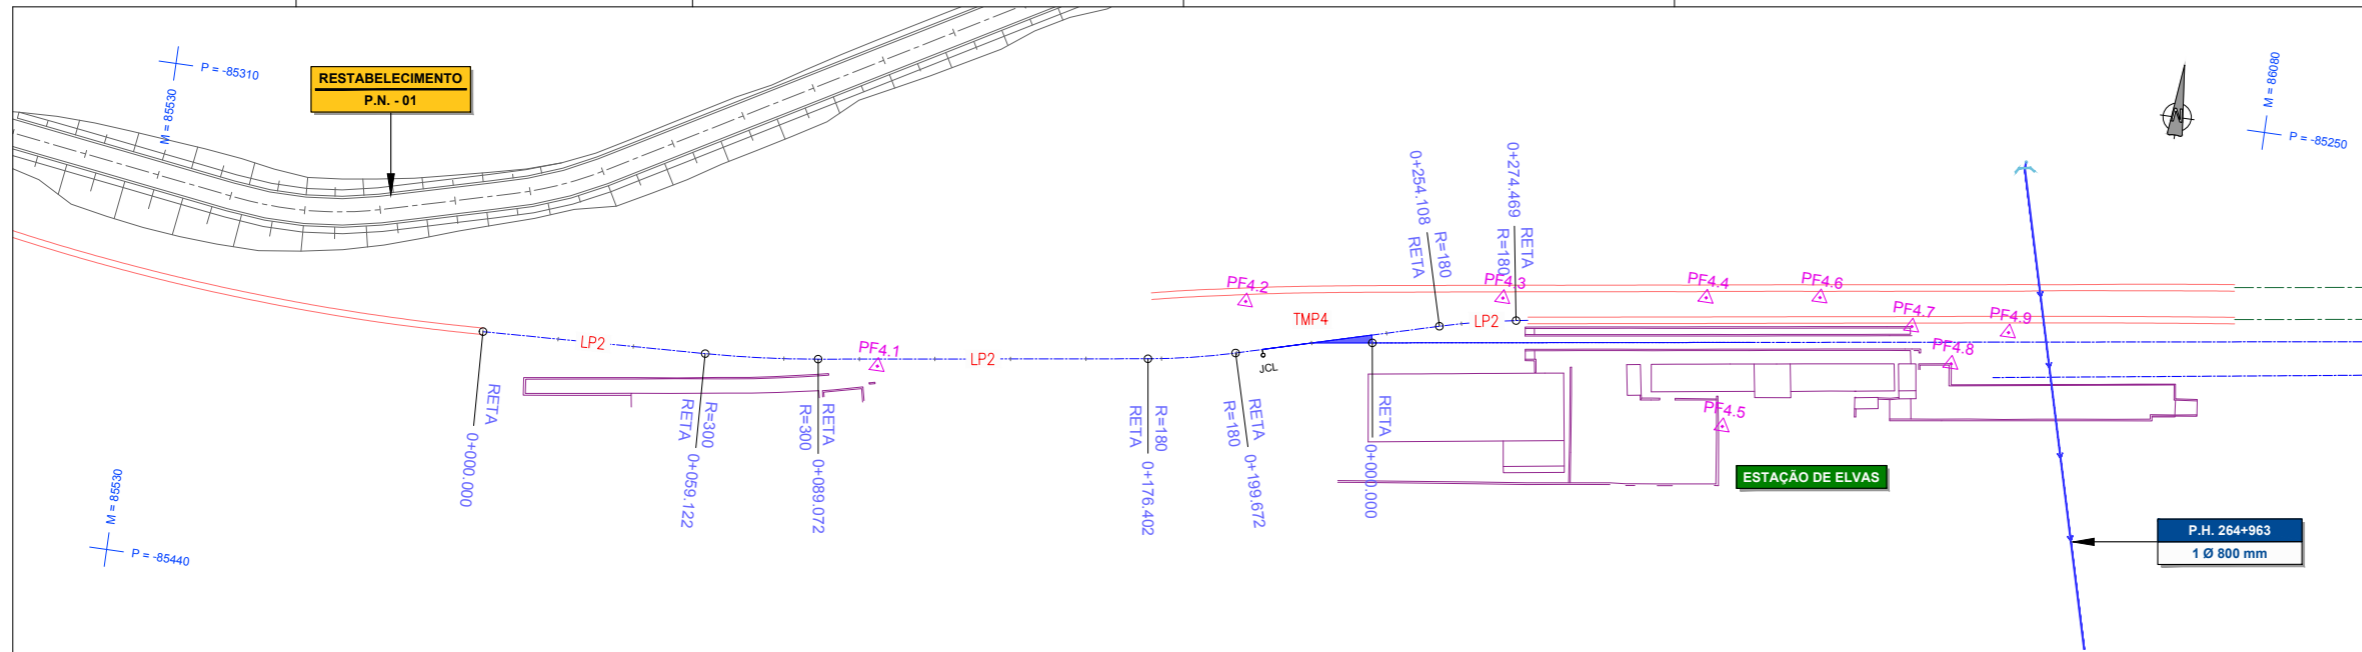 P = -85310
M = 85530
RESTABELECIMENTO
P.N. - 01
M = 86080
P = -85250
N
0+254.108
R=180
RETA
0+274.469
RETA
R=180
PF4.2
PF4.3
PF4.4
PF4.6
PF4.7
PF4.9
PF4.8
PF4.1
PF4.5
TMP4
LP2
LP2
LP2
JCL
RETA
0+000.000
R=300
RETA
0+059.122
RETA
R=300
0+089.072
R=180
RETA
0+176.402
RETA
R=180
0+199.672
RETA
0+000.000
ESTAÇÃO DE ELVAS
M = 85530
P = -85440
P.H. 264+963
1 Ø 800 mm